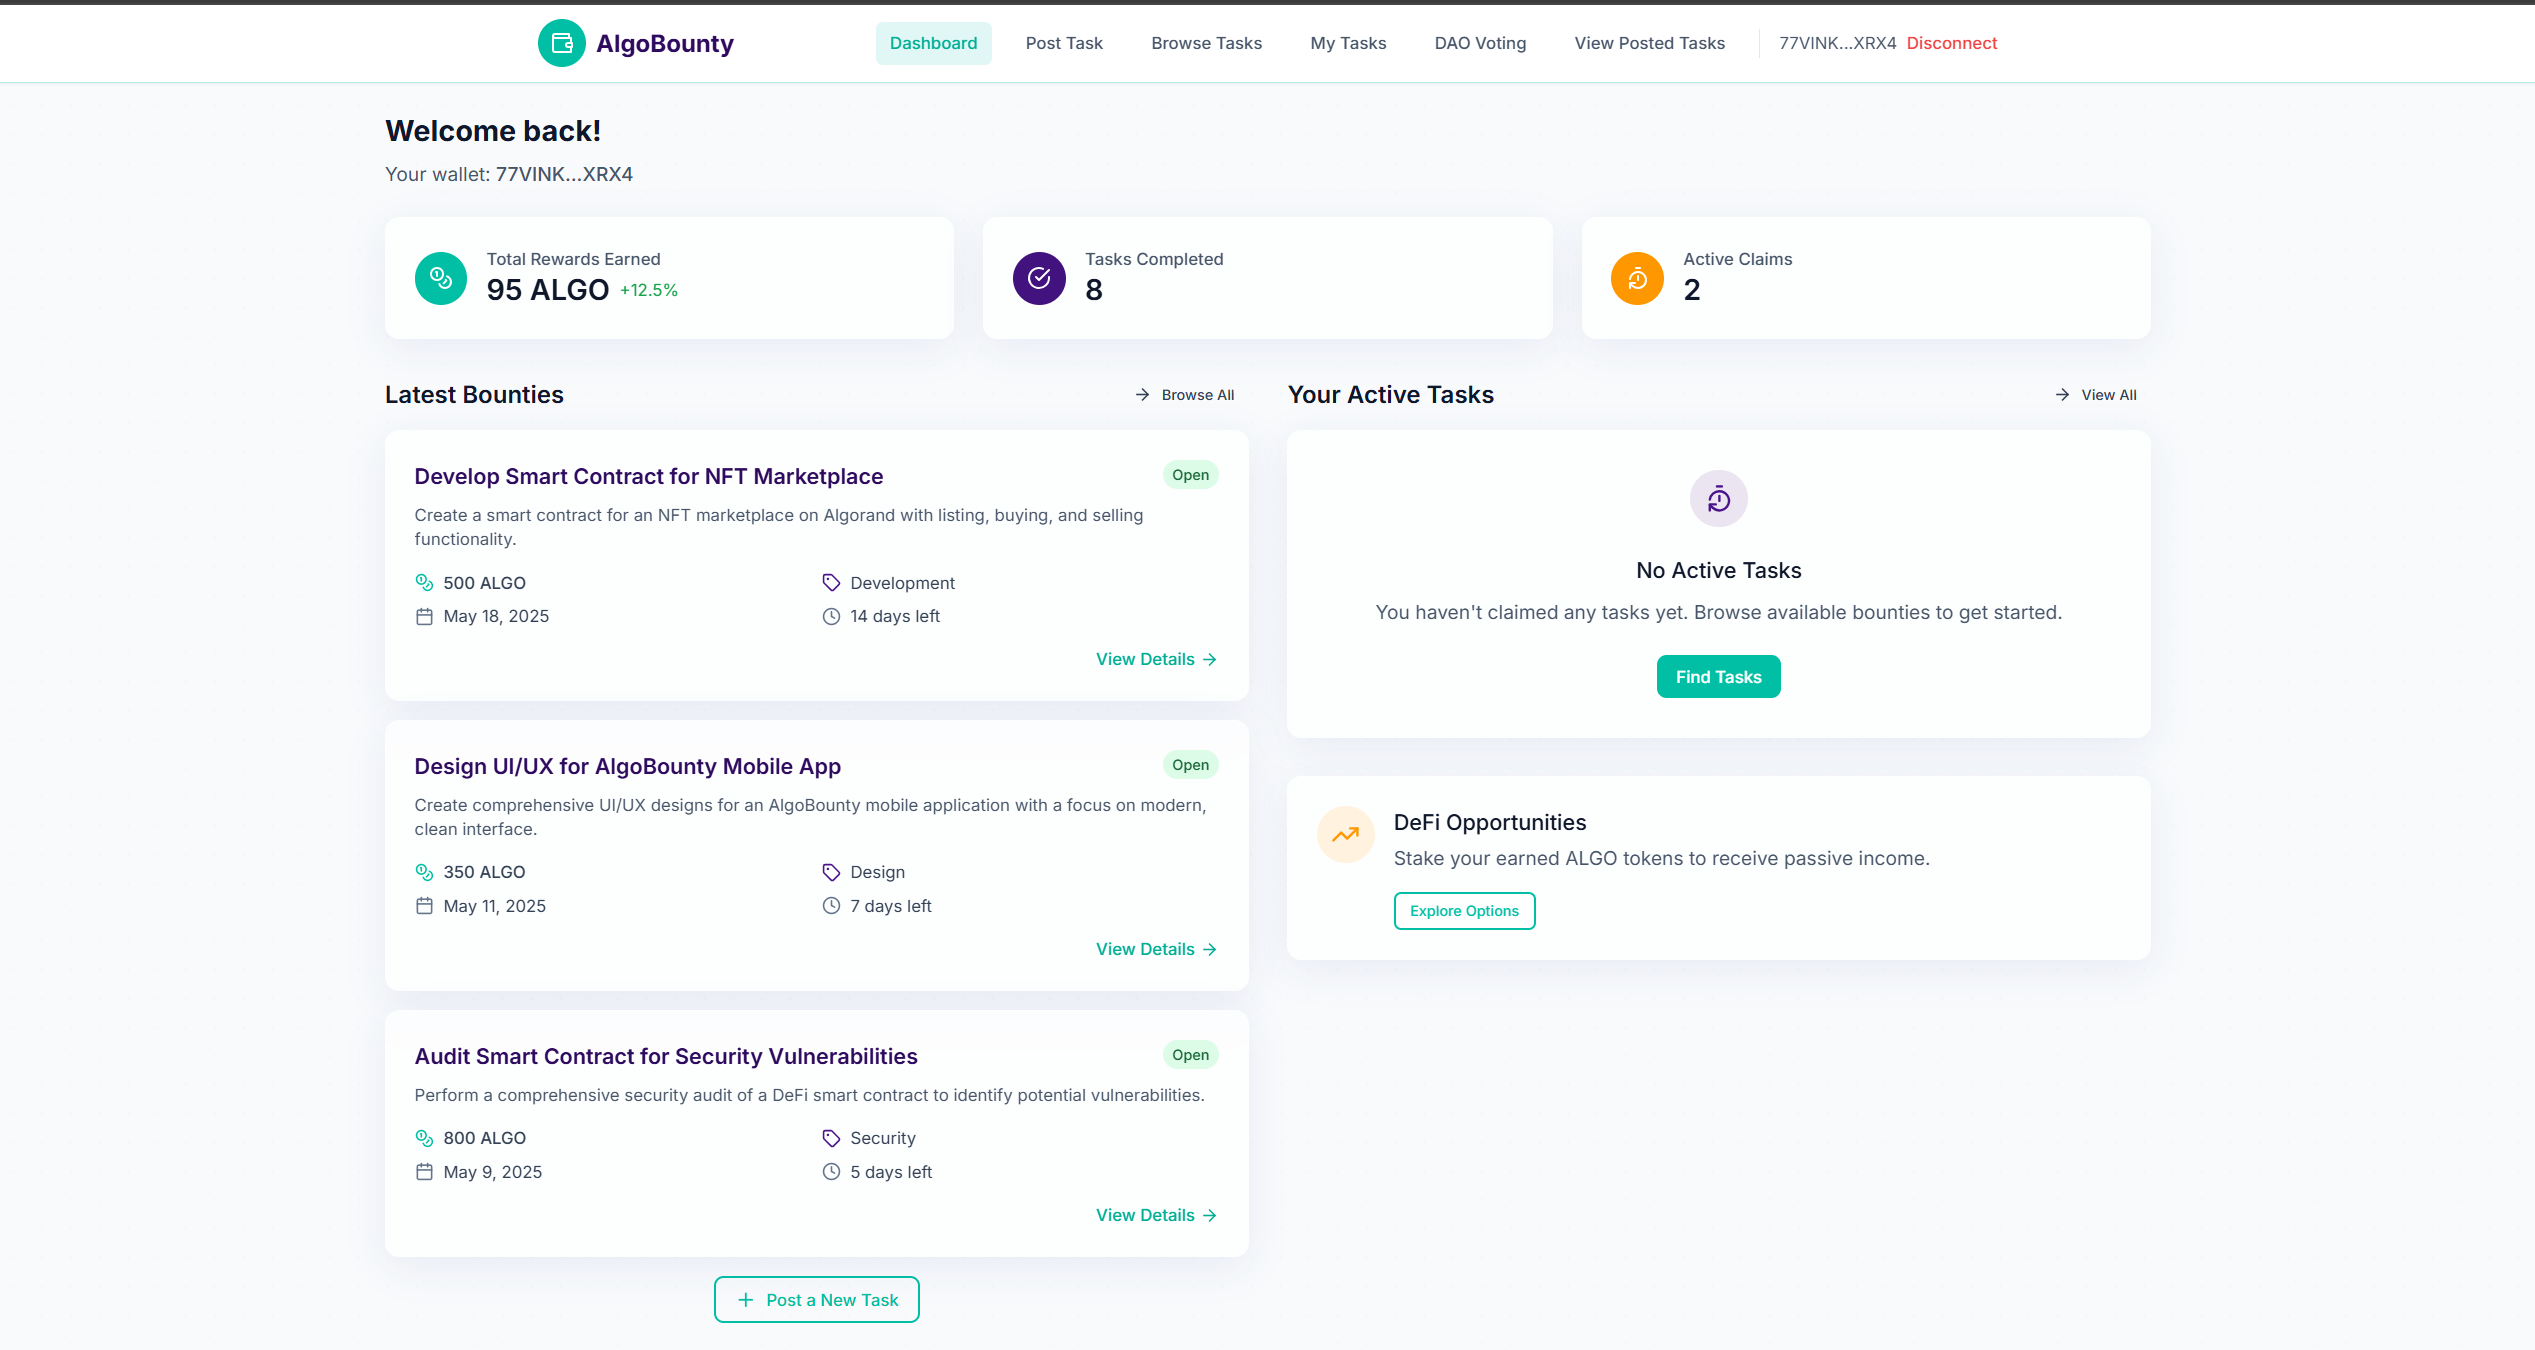 AlgoBounty
Dashboard
Post Task
Browse Tasks
My Tasks
DAO Voting
View Posted Tasks
77VINK...XRX4
Disconnect
Welcome back!
Your wallet: 77VINK...XRX4
Total Rewards Earned
95 ALGO +12.5%
Tasks Completed
8
Active Claims
2
Latest Bounties
Browse All
Develop Smart Contract for NFT Marketplace
Open
Create a smart contract for an NFT marketplace on Algorand with listing, buying, and selling
functionality.
500 ALGO
Development
May 18, 2025
14 days left
View Details
Design UI/UX for AlgoBounty Mobile App
Open
Create comprehensive UI/UX designs for an AlgoBounty mobile application with a focus on modern,
clean interface.
350 ALGO
Design
May 11, 2025
7 days left
View Details
Audit Smart Contract for Security Vulnerabilities
Open
Perform a comprehensive security audit of a DeFi smart contract to identify potential vulnerabilities.
800 ALGO
Security
May 9, 2025
5 days left
View Details
Post a New Task
Your Active Tasks
View All
No Active Tasks
You haven't claimed any tasks yet. Browse available bounties to get started.
Find Tasks
DeFi Opportunities
Stake your earned ALGO tokens to receive passive income.
Explore Options